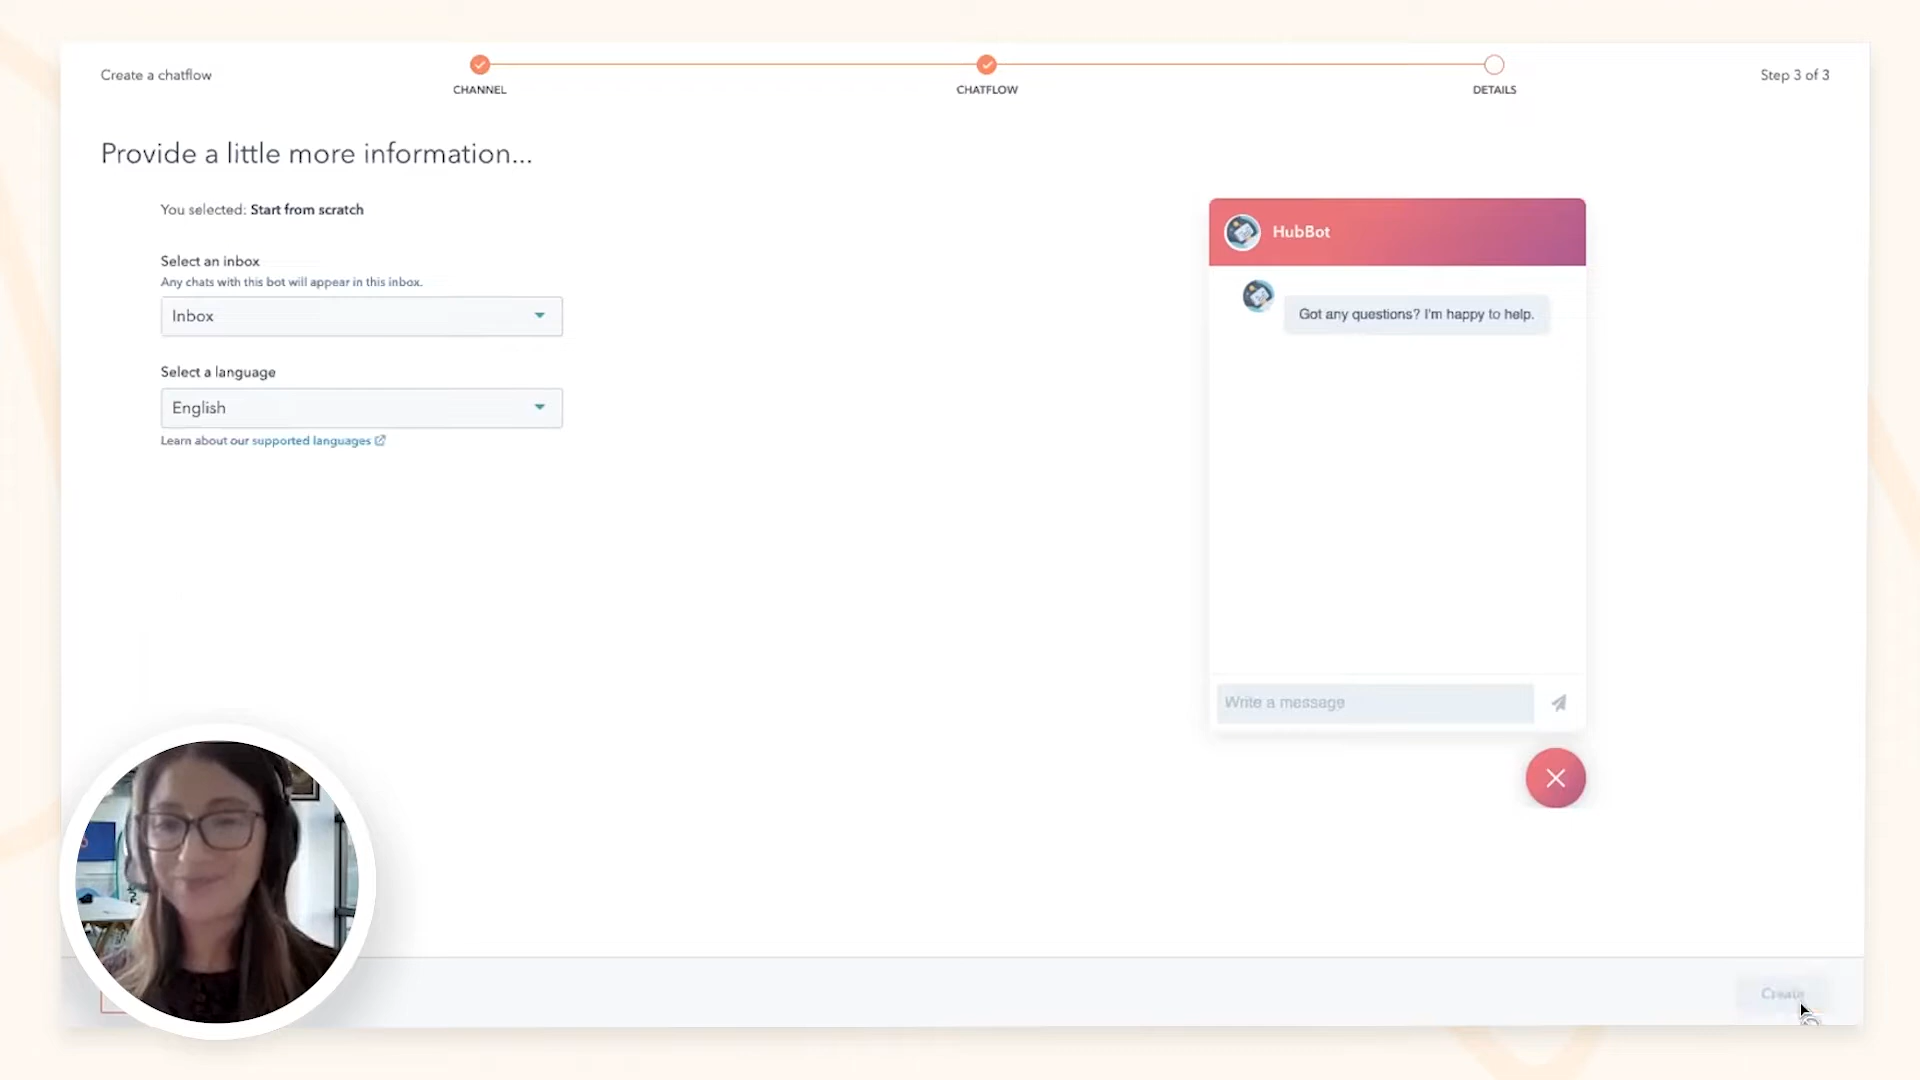 Create a chatflow
CHANNEL
CHATFLOW
DETAILS
Step 3 of 3
Provide a little more information...
You selected: Start from scratch
Select an inbox
Any chats with this bot will appear in this inbox.
Inbox
Select a language
English
Learn about our supported languages
HubBot
Got any questions? I'm happy to help.
Write a message
Create